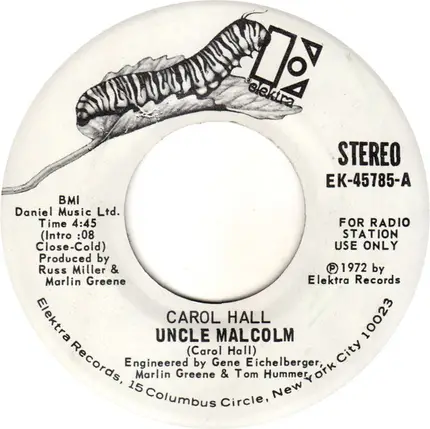 elektra
STEREO
EK-45785-A
BMI
Daniel Music Ltd.
Time 4:45
(Intro :08
Close-Cold)
Produced by
Russ Miller &
Marlin Greene
FOR RADIO
STATION
USE ONLY
Ⓟ1972 by
Elektra Records
CAROL HALL
UNCLE MALCOLM
(Carol Hall)
Engineered by Gene Eichelberger,
Marlin Greene & Tom Hummer
Elektra Records, 15 Columbus Circle, New York City 10023